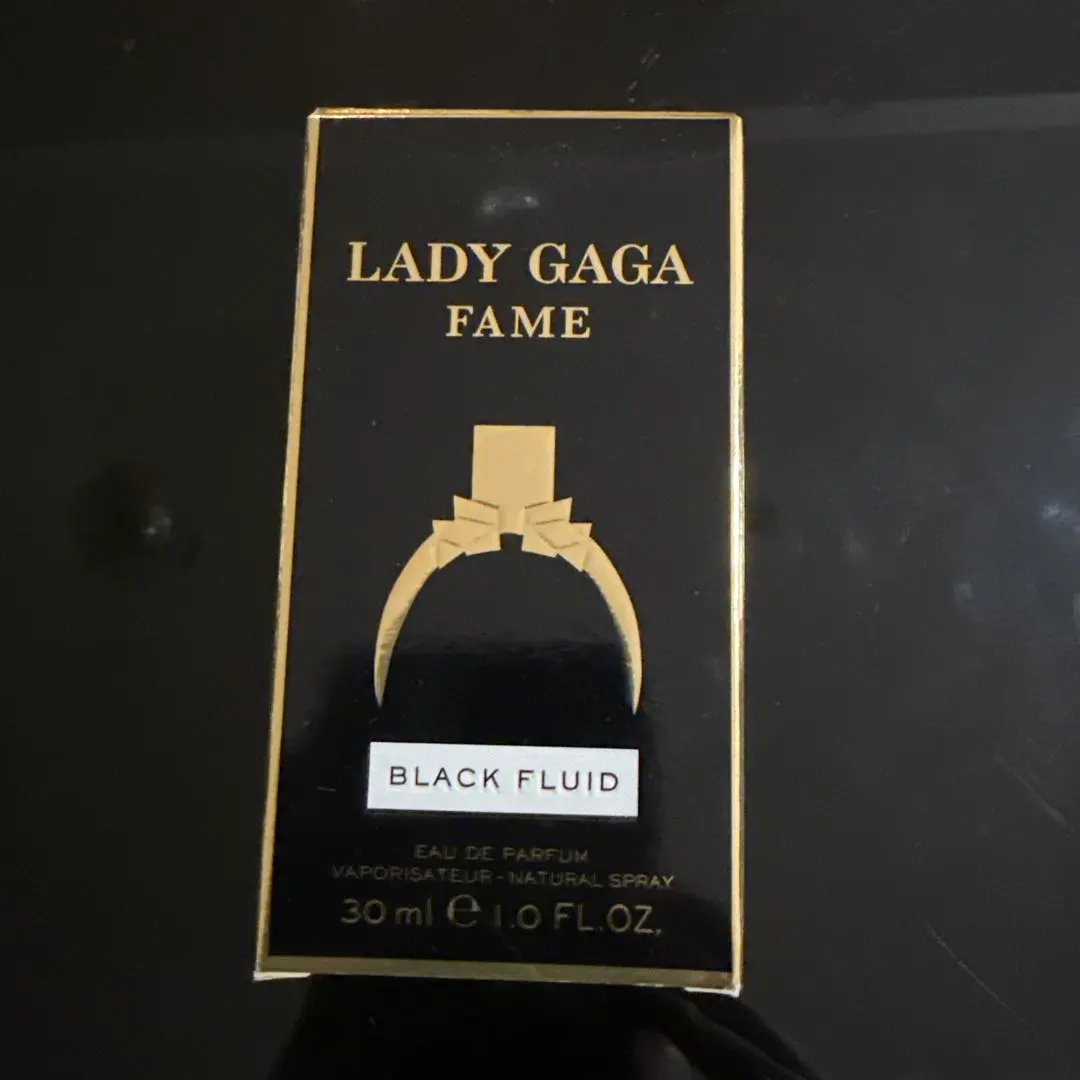 LADY GAGA
FAME
BLACK FLUID
EAU DE PARFUM
VAPORISATEUR - NATURAL SPRAY
30 ml ℮ 1.0 FL.OZ.